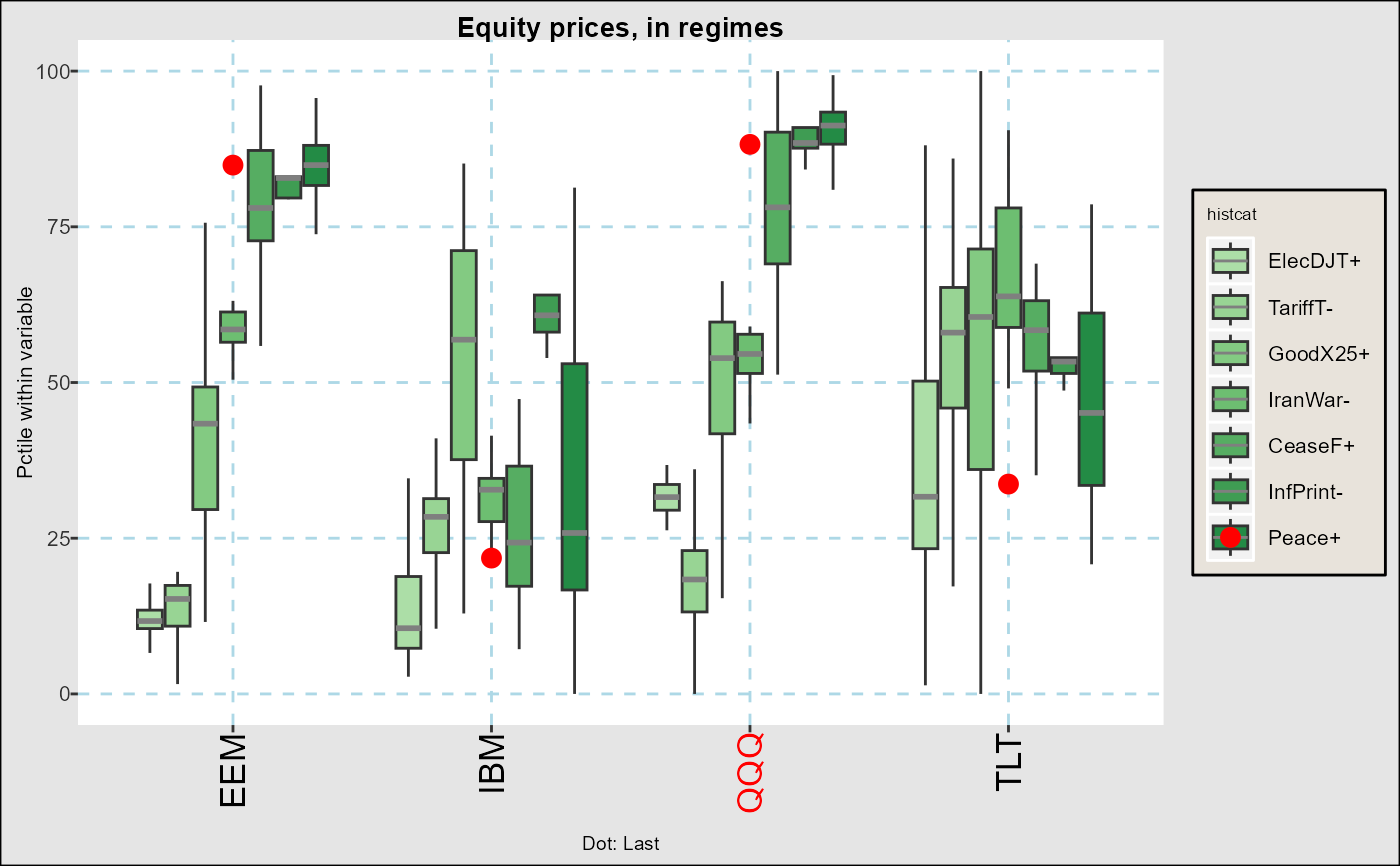 Equity prices, in regimes
Pctile within variable
100
75
50
25
0
EEM
IBM
QQQ
TLT
Dot: Last
histcat
ElecDJT+
TariffT-
GoodX25+
IranWar-
CeaseF+
InfPrint-
Peace+